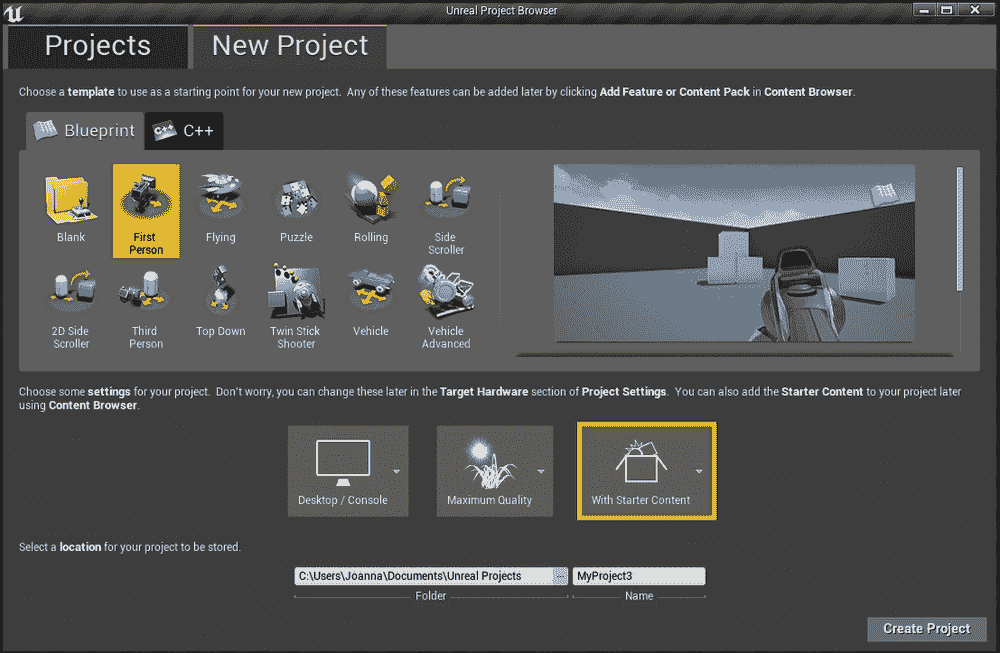 Unreal Project Browser
Projects
New Project
Choose a template to use as a starting point for your new project. Any of these features can be added later by clicking Add Feature or Content Pack in Content Browser.
Blueprint
C++
C++
Blank
First
Person
Flying
Puzzle
Rolling
Side
Scroller
2D Side
Scroller
Third
Person
Top Down
Twin Stick
Shooter
Vehicle
Vehicle
Advanced
Choose some settings for your project. Don't worry, you can change these later in the Target Hardware section of Project Settings. You can also add the Starter Content to your project later
using Content Browser.
Desktop / Console
Maximum Quality
With Starter Content
Select a location for your project to be stored.
C:\Users\Joanna\Documents\Unreal Projects
...
MyProject3
Folder
Name
Create Project